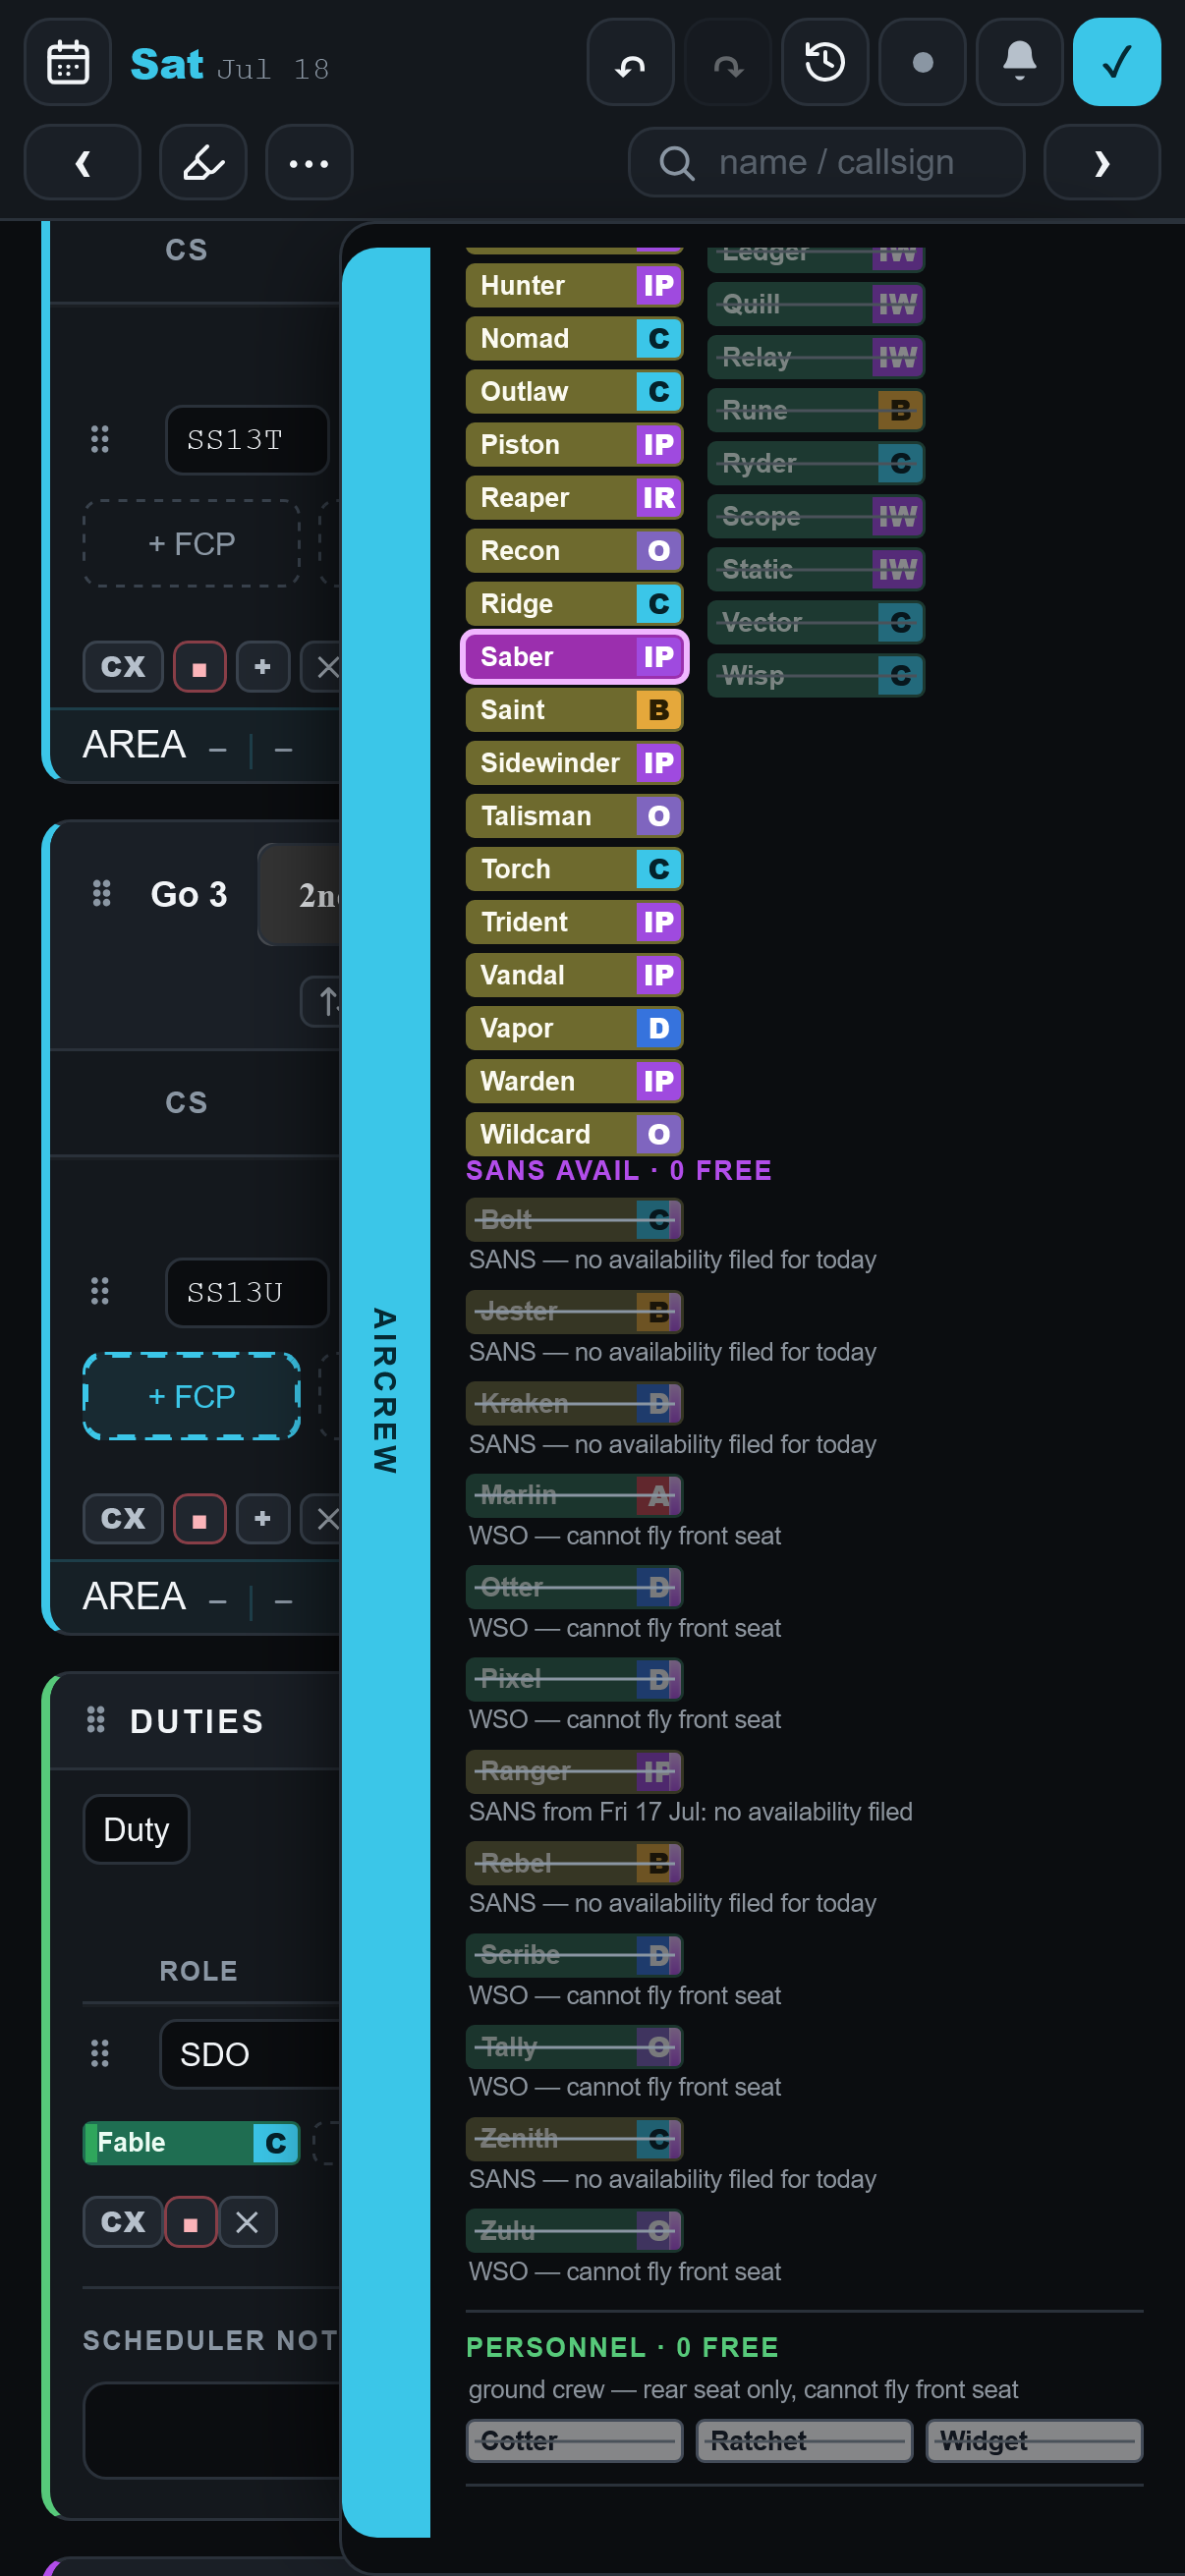 Sat Jul 18
name / callsign
CS
SS13T
+ FCP
CX
AREA – | –
Go 3
CS
SS13U
+ FCP
CX
AREA – | –
DUTIES
Duty
ROLE
SDO
Fable C
CX
SCHEDULER NOT
AIRCREW
Hunter IP
Nomad C
Outlaw C
Piston IP
Reaper IR
Recon O
Ridge C
Saber IP
Saint B
Sidewinder IP
Talisman O
Torch C
Trident IP
Vandal IP
Vapor D
Warden IP
Wildcard O
Ledger IW
Quill IW
Relay IW
Rune B
Ryder C
Scope IW
Static IW
Vector C
Wisp C
SANS AVAIL · 0 FREE
Bolt C
SANS — no availability filed for today
Jester B
SANS — no availability filed for today
Kraken D
SANS — no availability filed for today
Marlin A
WSO — cannot fly front seat
Otter D
WSO — cannot fly front seat
Pixel D
WSO — cannot fly front seat
Ranger IP
SANS from Fri 17 Jul: no availability filed
Rebel B
SANS — no availability filed for today
Scribe D
WSO — cannot fly front seat
Tally O
WSO — cannot fly front seat
Zenith C
SANS — no availability filed for today
Zulu O
WSO — cannot fly front seat
PERSONNEL · 0 FREE
ground crew — rear seat only, cannot fly front seat
Cotter Ratchet Widget